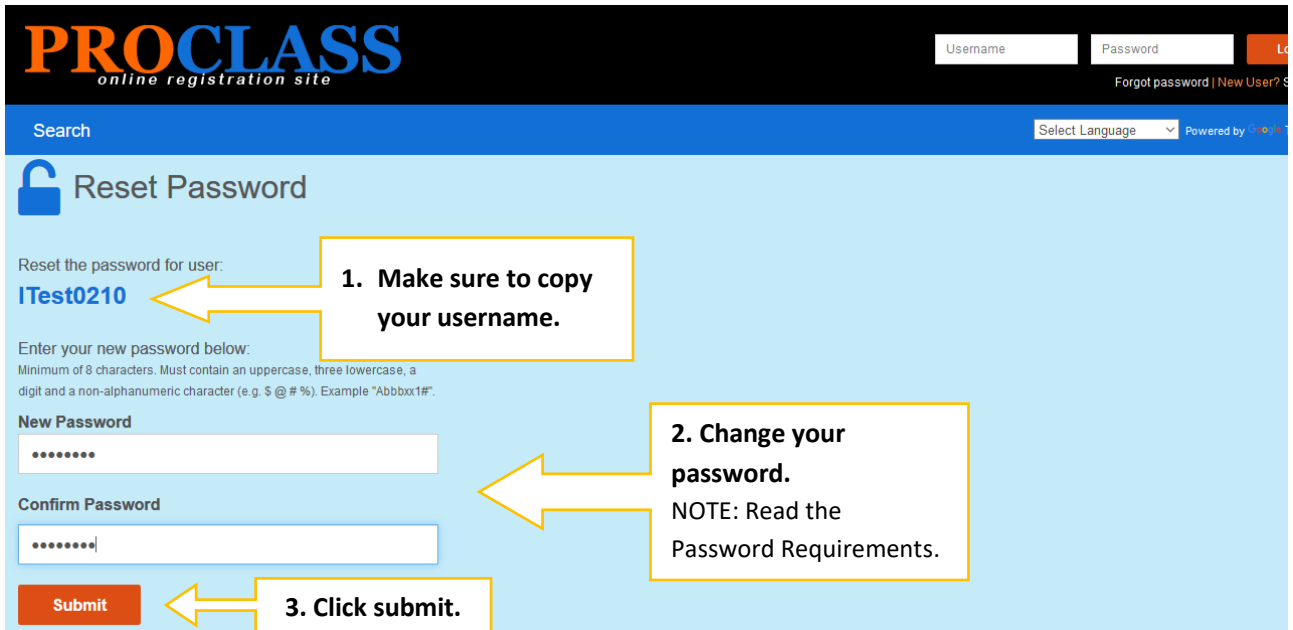 PROCLASS
online registration site
Username
Password
Lo
Forgot password | New User? S
Search
Select Language
Powered by Google T
Reset Password
Reset the password for user:
ITest0210
1. Make sure to copy
your username.
Enter your new password below:
Minimum of 8 characters. Must contain an uppercase, three lowercase, a
digit and a non-alphanumeric character (e.g. $ @ # %). Example "Abbbxx1#".
New Password
••••••••
2. Change your
password.
NOTE: Read the
Password Requirements.
Confirm Password
••••••••
Submit
3. Click submit.